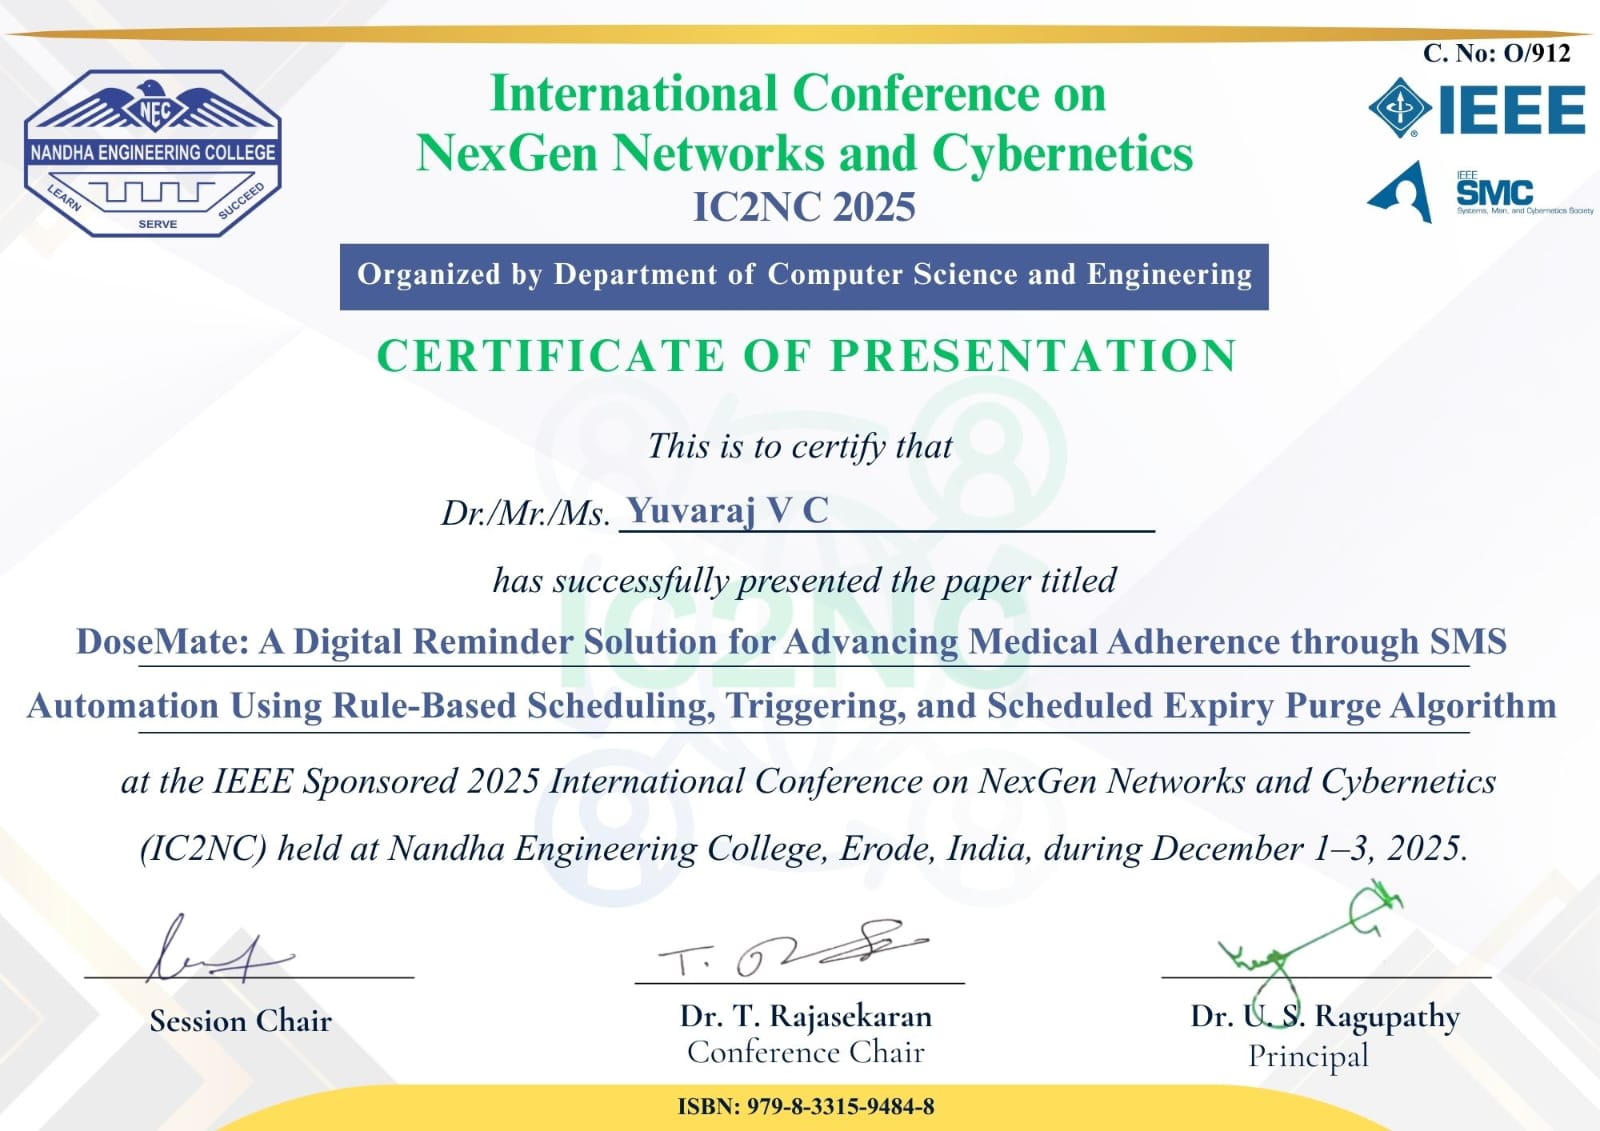 C. No: O/912
NEC
NANDHA ENGINEERING COLLEGE
LEARN
SERVE
SUCCEED
International Conference on
NexGen Networks and Cybernetics
IC2NC 2025
IEEE
IEEE
SMC
Systems, Man, and Cybernetics Society
Organized by Department of Computer Science and Engineering
CERTIFICATE OF PRESENTATION
This is to certify that
Dr./Mr./Ms. Yuvaraj V C
has successfully presented the paper titled
IC2NC
DoseMate: A Digital Reminder Solution for Advancing Medical Adherence through SMS
Automation Using Rule-Based Scheduling, Triggering, and Scheduled Expiry Purge Algorithm
at the IEEE Sponsored 2025 International Conference on NexGen Networks and Cybernetics
(IC2NC) held at Nandha Engineering College, Erode, India, during December 1–3, 2025.
Session Chair
Dr. T. Rajasekaran
Conference Chair
Dr. U. S. Ragupathy
Principal
ISBN: 979-8-3315-9484-8